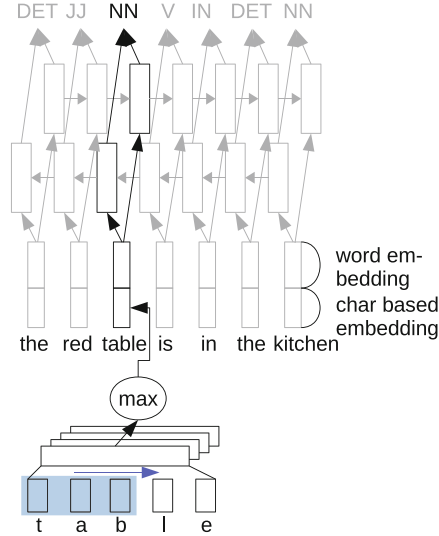 DET JJ NN V IN DET NN
word em-
bedding
char based
embedding
the red table is in the kitchen
max
t a b l e